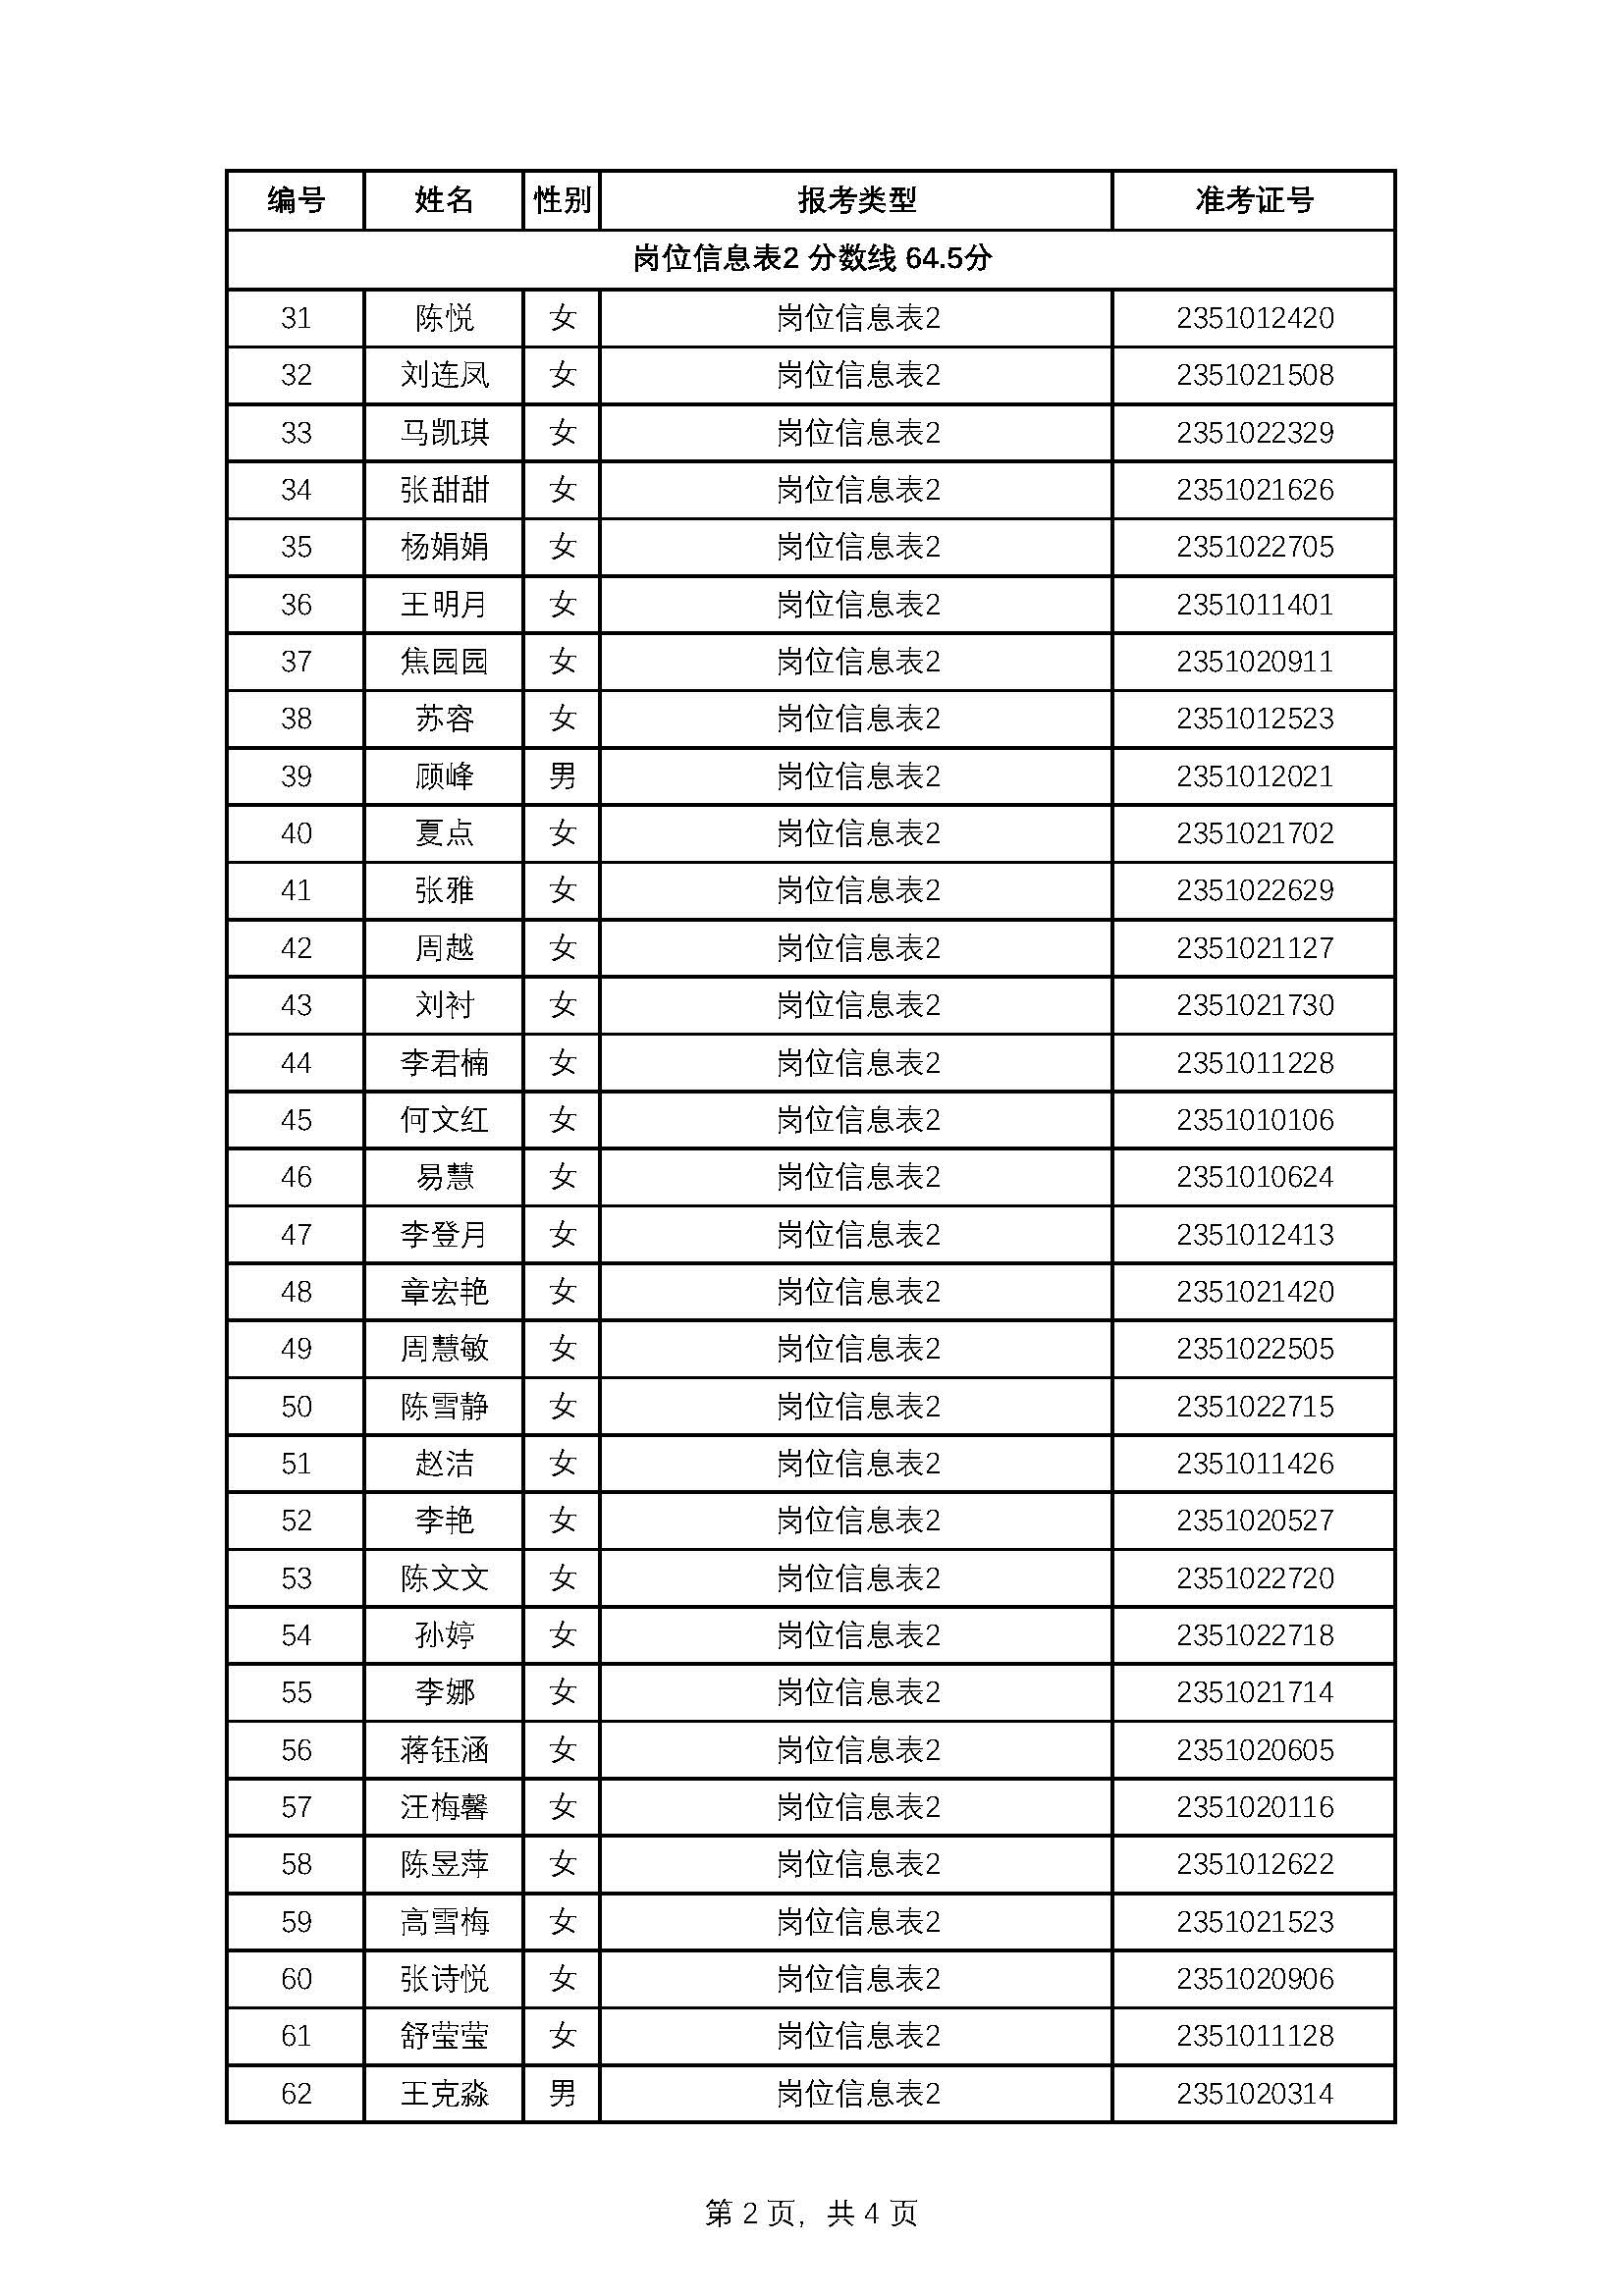 编号 姓名 性别 报考类型 准考证号
岗位信息表2 分数线 64.5分
31 陈悦 女 岗位信息表2 2351012420
32 刘连凤 女 岗位信息表2 2351021508
33 马凯琪 女 岗位信息表2 2351022329
34 张甜甜 女 岗位信息表2 2351021626
35 杨娟娟 女 岗位信息表2 2351022705
36 王明月 女 岗位信息表2 2351011401
37 焦园园 女 岗位信息表2 2351020911
38 苏容 女 岗位信息表2 2351012523
39 顾峰 男 岗位信息表2 2351012021
40 夏点 女 岗位信息表2 2351021702
41 张雅 女 岗位信息表2 2351022629
42 周越 女 岗位信息表2 2351021127
43 刘衬 女 岗位信息表2 2351021730
44 李君楠 女 岗位信息表2 2351011228
45 何文红 女 岗位信息表2 2351010106
46 易慧 女 岗位信息表2 2351010624
47 李登月 女 岗位信息表2 2351012413
48 章宏艳 女 岗位信息表2 2351021420
49 周慧敏 女 岗位信息表2 2351022505
50 陈雪静 女 岗位信息表2 2351022715
51 赵洁 女 岗位信息表2 2351011426
52 李艳 女 岗位信息表2 2351020527
53 陈文文 女 岗位信息表2 2351022720
54 孙婷 女 岗位信息表2 2351022718
55 李娜 女 岗位信息表2 2351021714
56 蒋钰涵 女 岗位信息表2 2351020605
57 汪梅馨 女 岗位信息表2 2351020116
58 陈昱萍 女 岗位信息表2 2351012622
59 高雪梅 女 岗位信息表2 2351021523
60 张诗悦 女 岗位信息表2 2351020906
61 舒莹莹 女 岗位信息表2 2351011128
62 王克淼 男 岗位信息表2 2351020314
第 2 页，共 4 页